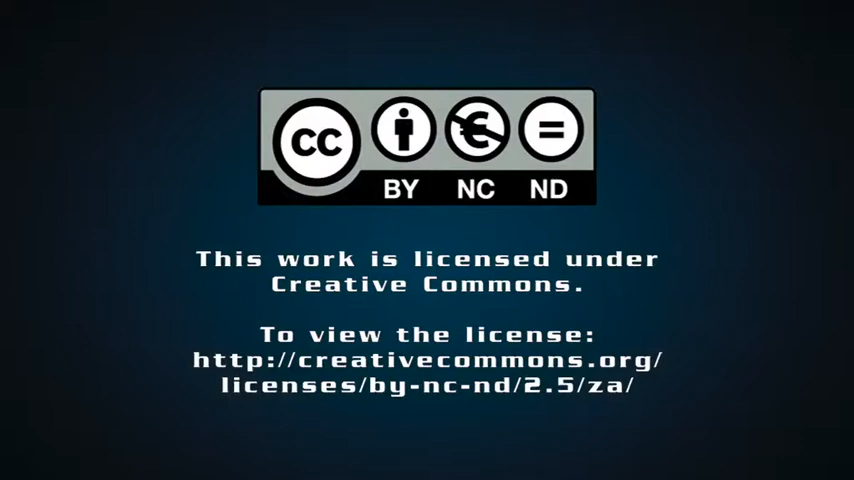 cc
BY NC ND
This work is licensed under
Creative Commons.
To view the license:
http://creativecommons.org/
licenses/by-nc-nd/2.5/za/